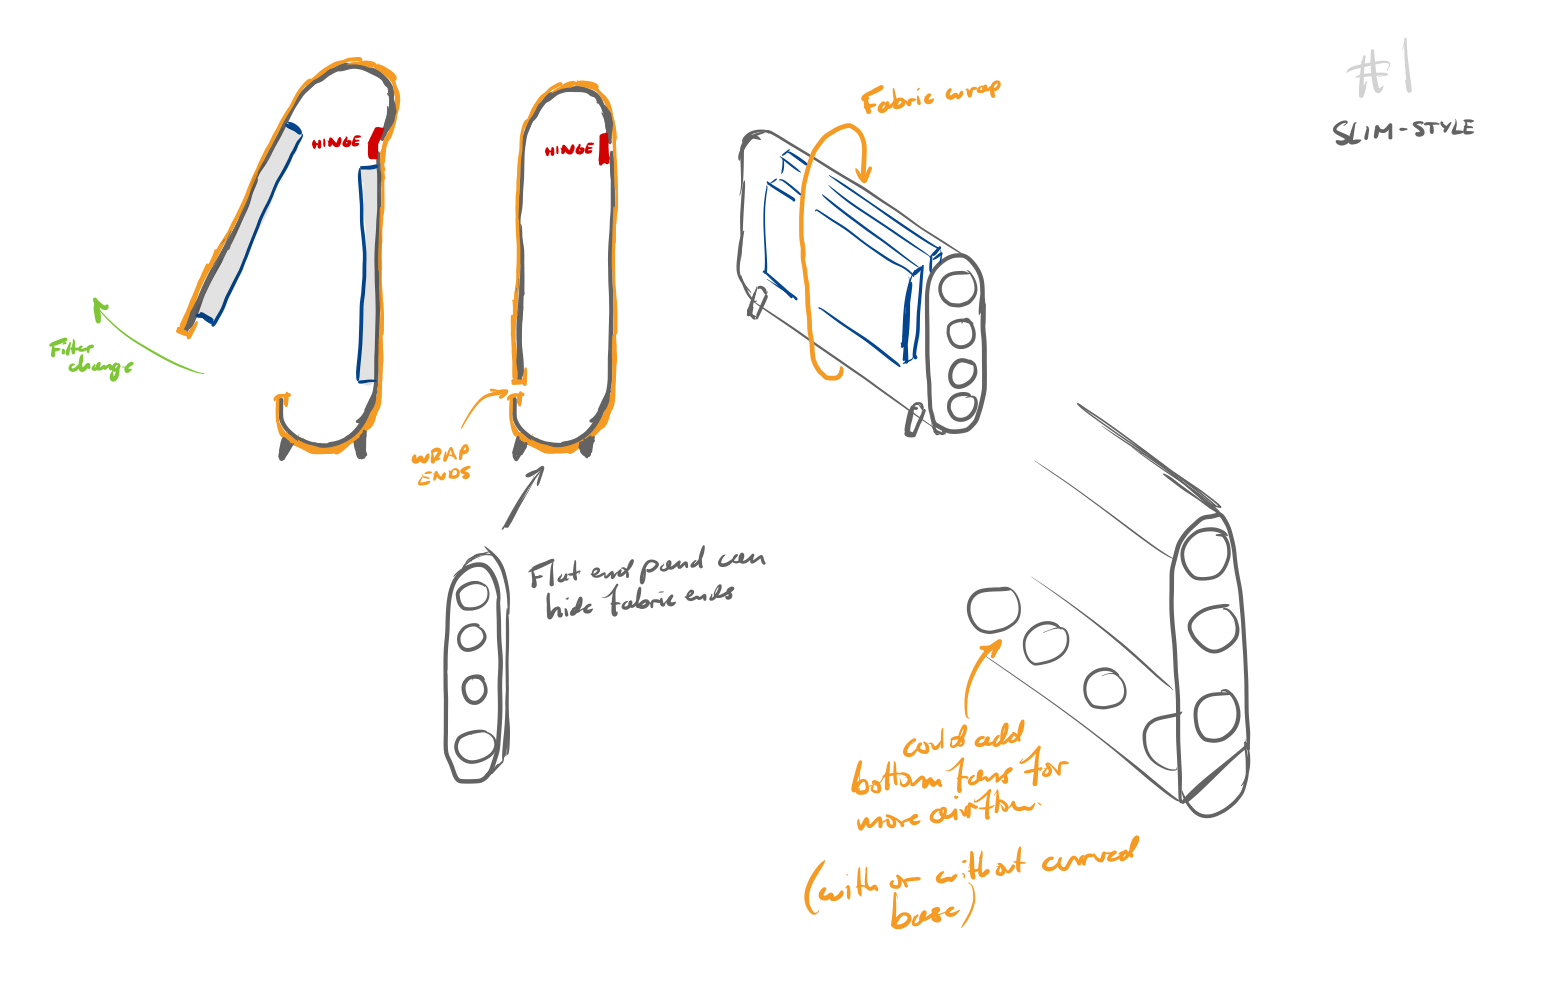 #1
SLIM-STYLE
Fabric wrap
HINGE
HINGE
Filter
change
WRAP
ENDS
Flat end panel can
hide fabric ends
could add
bottom fans for
more airflow.
(with or without curved
base)